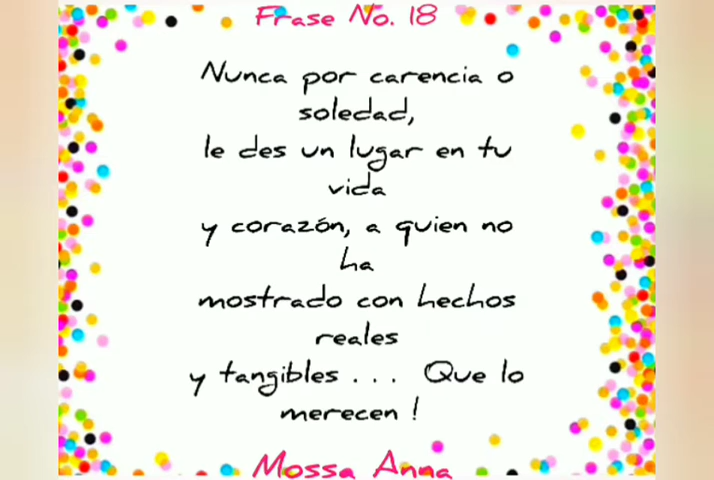 Frase No. 18
Nunca por carencia o
soledad,
le des un lugar en tu
vida
y corazón, a quien no
ha
mostrado con hechos
reales
y tangibles . . . Que lo
merecen !
Mossa Anna